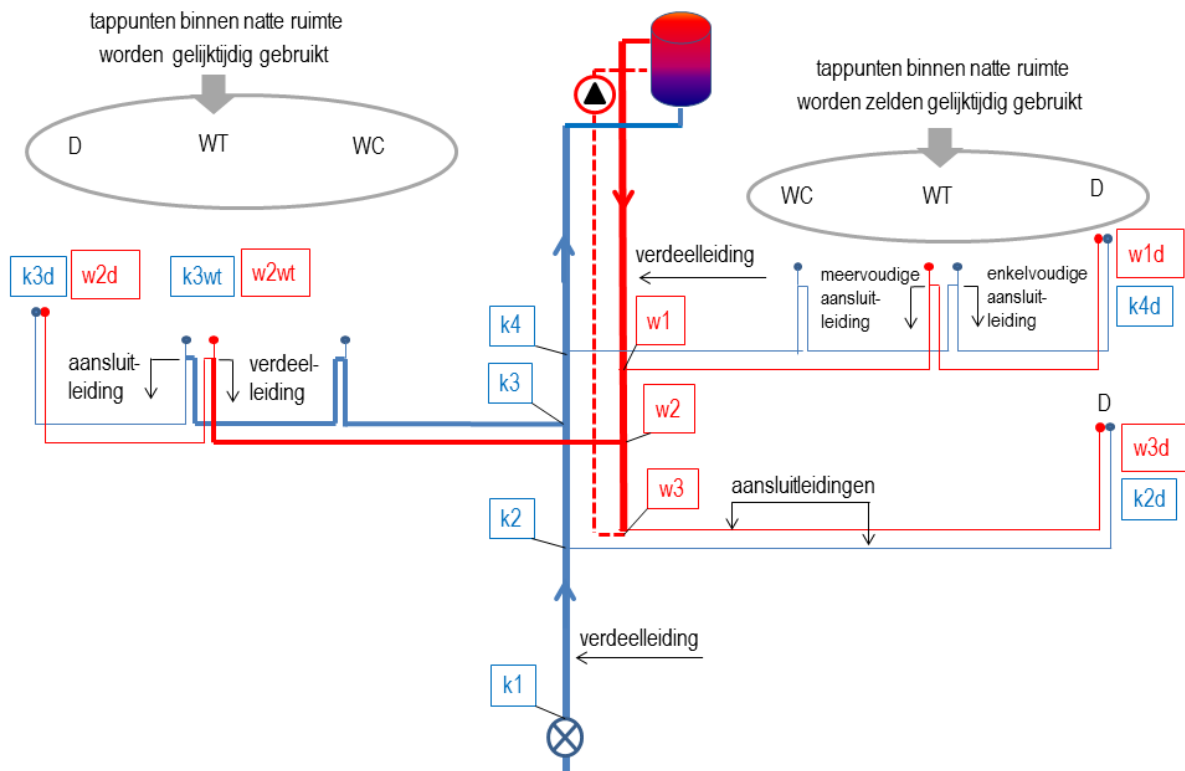 tappunten binnen natte ruimte
worden gelijktijdig gebruikt
D
WT
WC
tappunten binnen natte ruimte
worden zelden gelijktijdig gebruikt
WC
WT
D
k3d
w2d
k3wt
w2wt
verdeelleiding
meervoudige
aansluit-
leiding
enkelvoudige
aansluit-
leiding
w1d
k4d
k4
w1
aansluit-
leiding
verdeel-
leiding
k3
w2
D
w3d
k2d
w3
aansluitleidingen
k2
verdeelleiding
k1